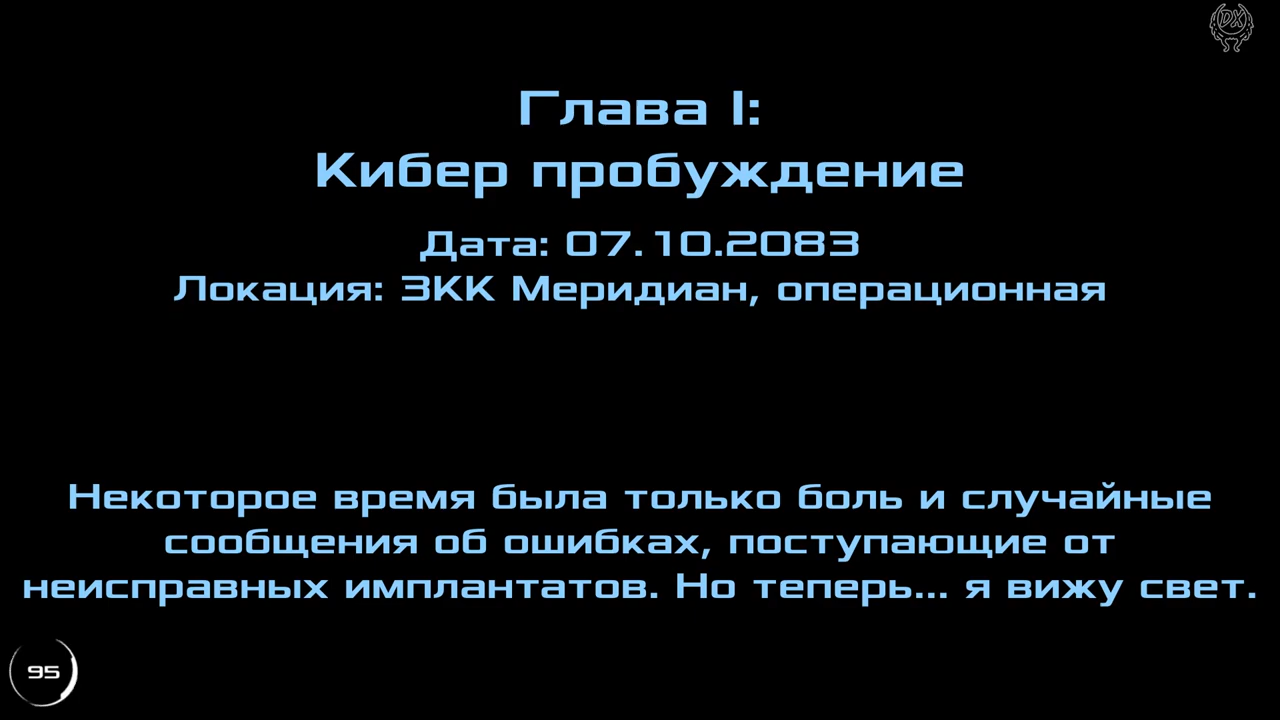 DX
Глава I:
Кибер пробуждение
Дата: 07.10.2083
Локация: ЗКК Меридиан, операционная
Некоторое время была только боль и случайные
сообщения об ошибках, поступающие от
неисправных имплантатов. Но теперь... я вижу свет.
95